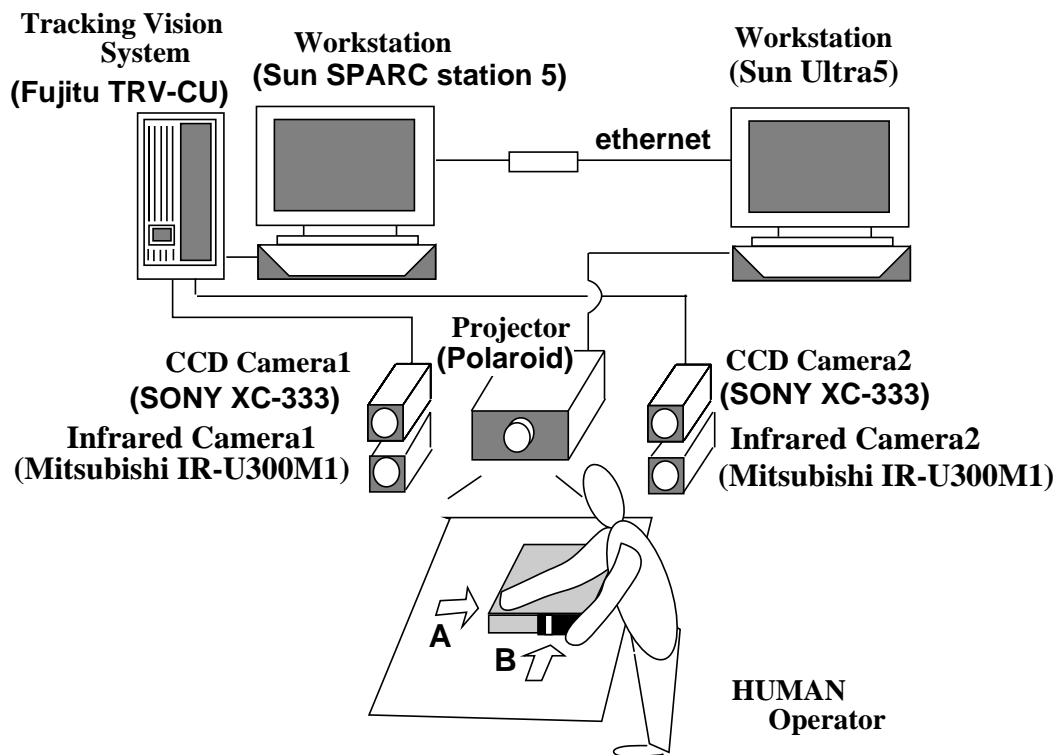 Tracking Vision
System
(Fujitu TRV-CU)
Workstation
(Sun SPARC station 5)
Workstation
(Sun Ultra5)
ethernet
Projector
(Polaroid)
CCD Camera1
(SONY XC-333)
Infrared Camera1
(Mitsubishi IR-U300M1)
CCD Camera2
(SONY XC-333)
Infrared Camera2
(Mitsubishi IR-U300M1)
A
B
HUMAN
Operator